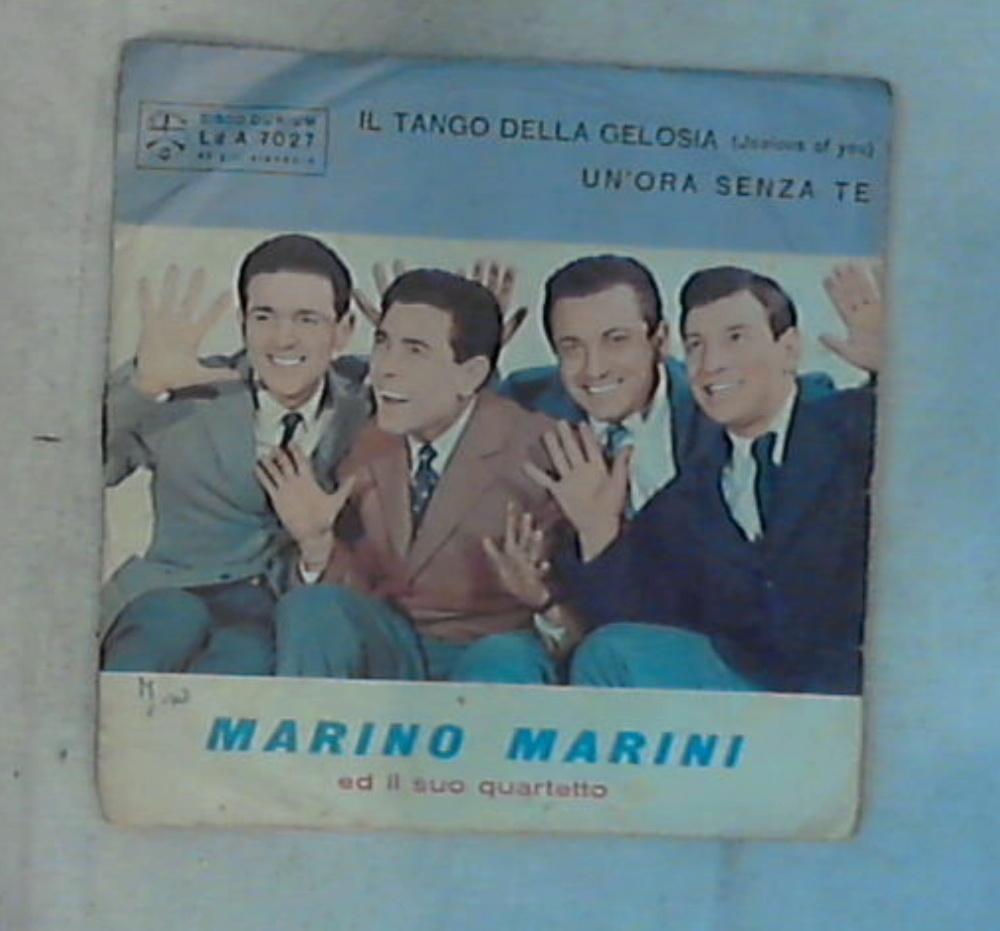 DISCO DURIUM
Ld A 7027
IL TANGO DELLA GELOSIA (Jealous of you)
UN'ORA SENZA TE
MARINO MARINI
ed il suo quartetto